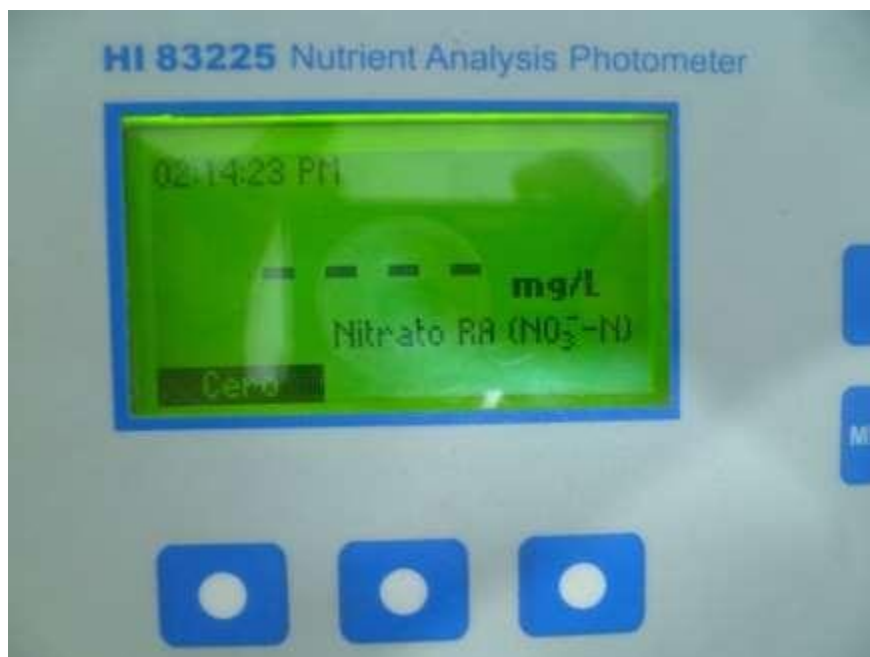 HI 83225 Nutrient Analysis Photometer
02:14:23 PM
- - - - mg/L
Nitrato RA (NO₃⁻-N)
Cero
M